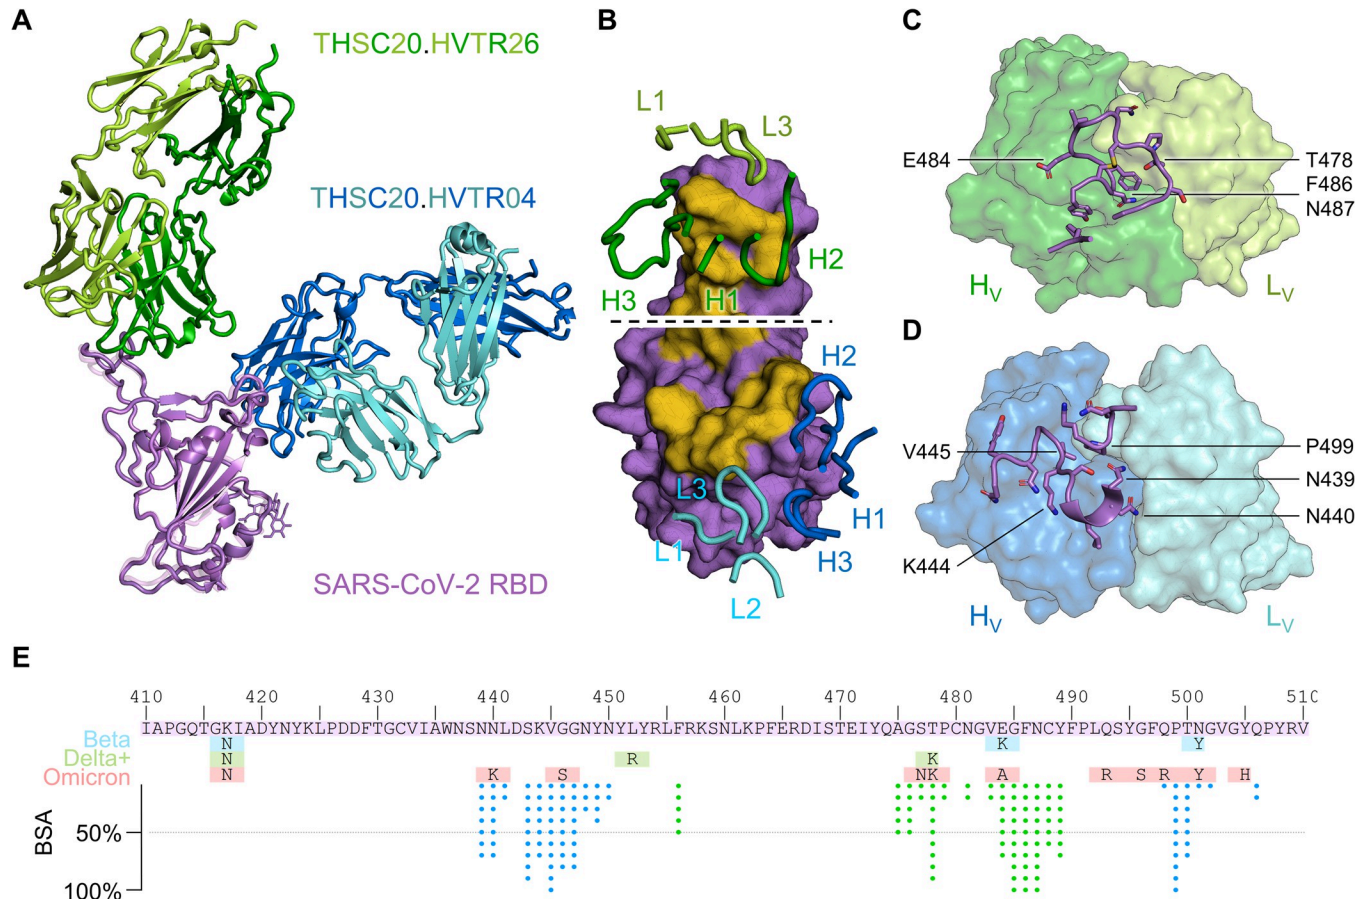 A
THSC20.HVTR26
THSC20.HVTR04
SARS-CoV-2 RBD
B
L1
L3
H2
H3
H1
H2
L3
H1
L1
H3
L2
C
E484
T478
F486
N487
HV
LV
D
V445
P499
N439
N440
K444
HV
LV
E
410 420 430 440 450 460 470 480 490 500 510
IAPGQTGKIADYNYKLPDDFTGCVIAWNSNNLDSKVGGNYNYLYRLFRKSNLKPFERDISTEIYQAGSTPCNGVEGFNCYFPLQSYGFQPTNGVGYQPYRV
Beta N K Y
Delta+ N R K
Omicron N K S NK A R S R Y H
BSA
50%
100%